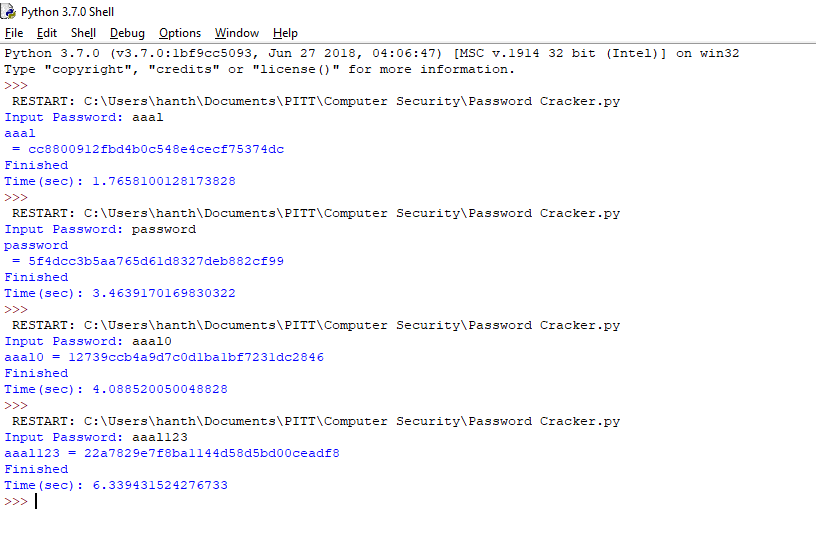 Python 3.7.0 Shell
File Edit Shell Debug Options Window Help
Python 3.7.0 (v3.7.0:1bf9cc5093, Jun 27 2018, 04:06:47) [MSC v.1914 32 bit (Intel)] on win32
Type "copyright", "credits" or "license()" for more information.
>>>
 RESTART: C:\Users\hanth\Documents\PITT\Computer Security\Password Cracker.py
Input Password: aaal
aaal
 = cc8800912fbd4b0c548e4cecf75374dc
Finished
Time(sec): 1.7658100128173828
>>>
 RESTART: C:\Users\hanth\Documents\PITT\Computer Security\Password Cracker.py
Input Password: password
password
 = 5f4dcc3b5aa765d61d8327deb882cf99
Finished
Time(sec): 3.4639170169830322
>>>
 RESTART: C:\Users\hanth\Documents\PITT\Computer Security\Password Cracker.py
Input Password: aaal0
aaal0 = 12739ccb4a9d7c0d1ba1bf7231dc2846
Finished
Time(sec): 4.088520050048828
>>>
 RESTART: C:\Users\hanth\Documents\PITT\Computer Security\Password Cracker.py
Input Password: aaal123
aaal123 = 22a7829e7f8ba1144d58d5bd00ceadf8
Finished
Time(sec): 6.339431524276733
>>>